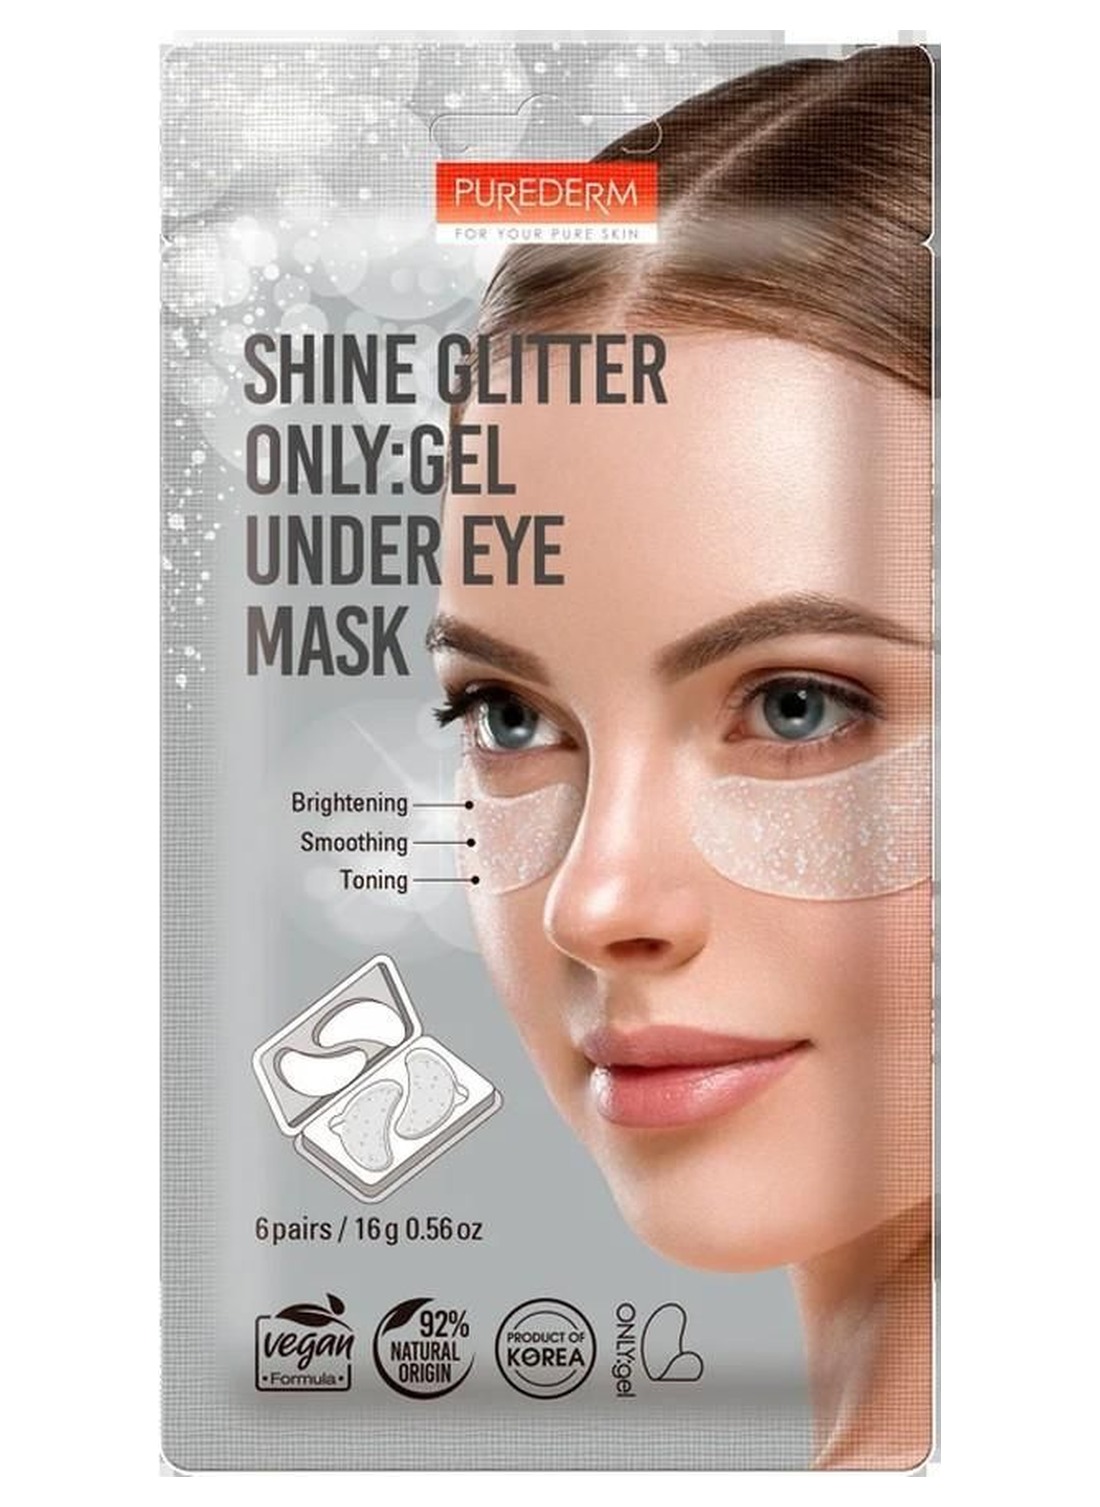 PUREDERM
FOR YOUR PURE SKIN
SHINE GLITTER
ONLY:GEL
UNDER EYE
MASK
Brightening
Smoothing
Toning
6 pairs / 16 g 0.56 oz
vegan
• Formula •
92%
NATURAL
ORIGIN
PRODUCT OF
KOREA
ONLY:gel